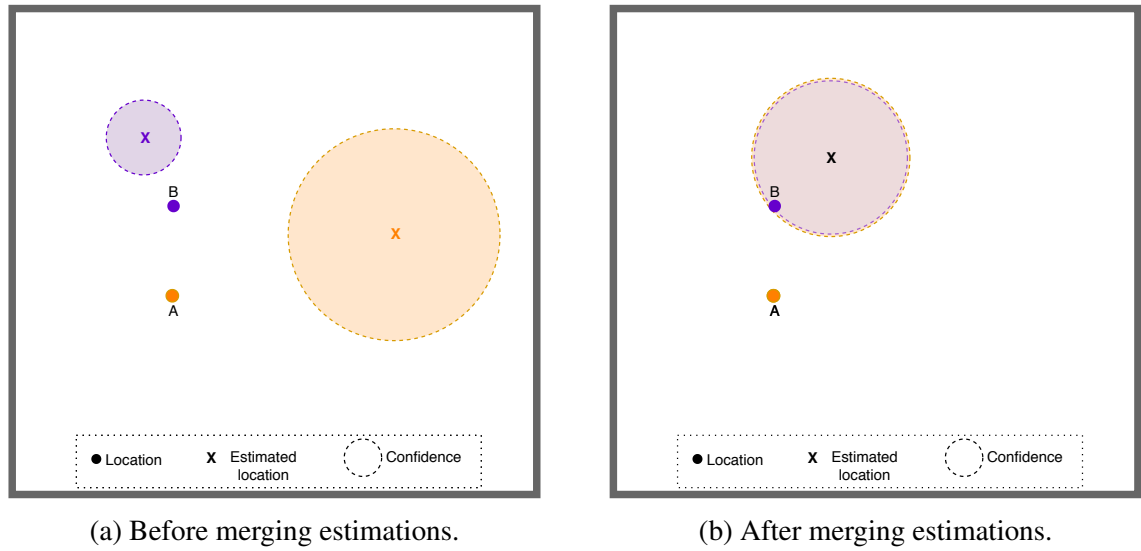 X
B
X
A
Location
X
Estimated
location
Confidence
(a) Before merging estimations.
X
B
A
Location
X
Estimated
location
Confidence
(b) After merging estimations.